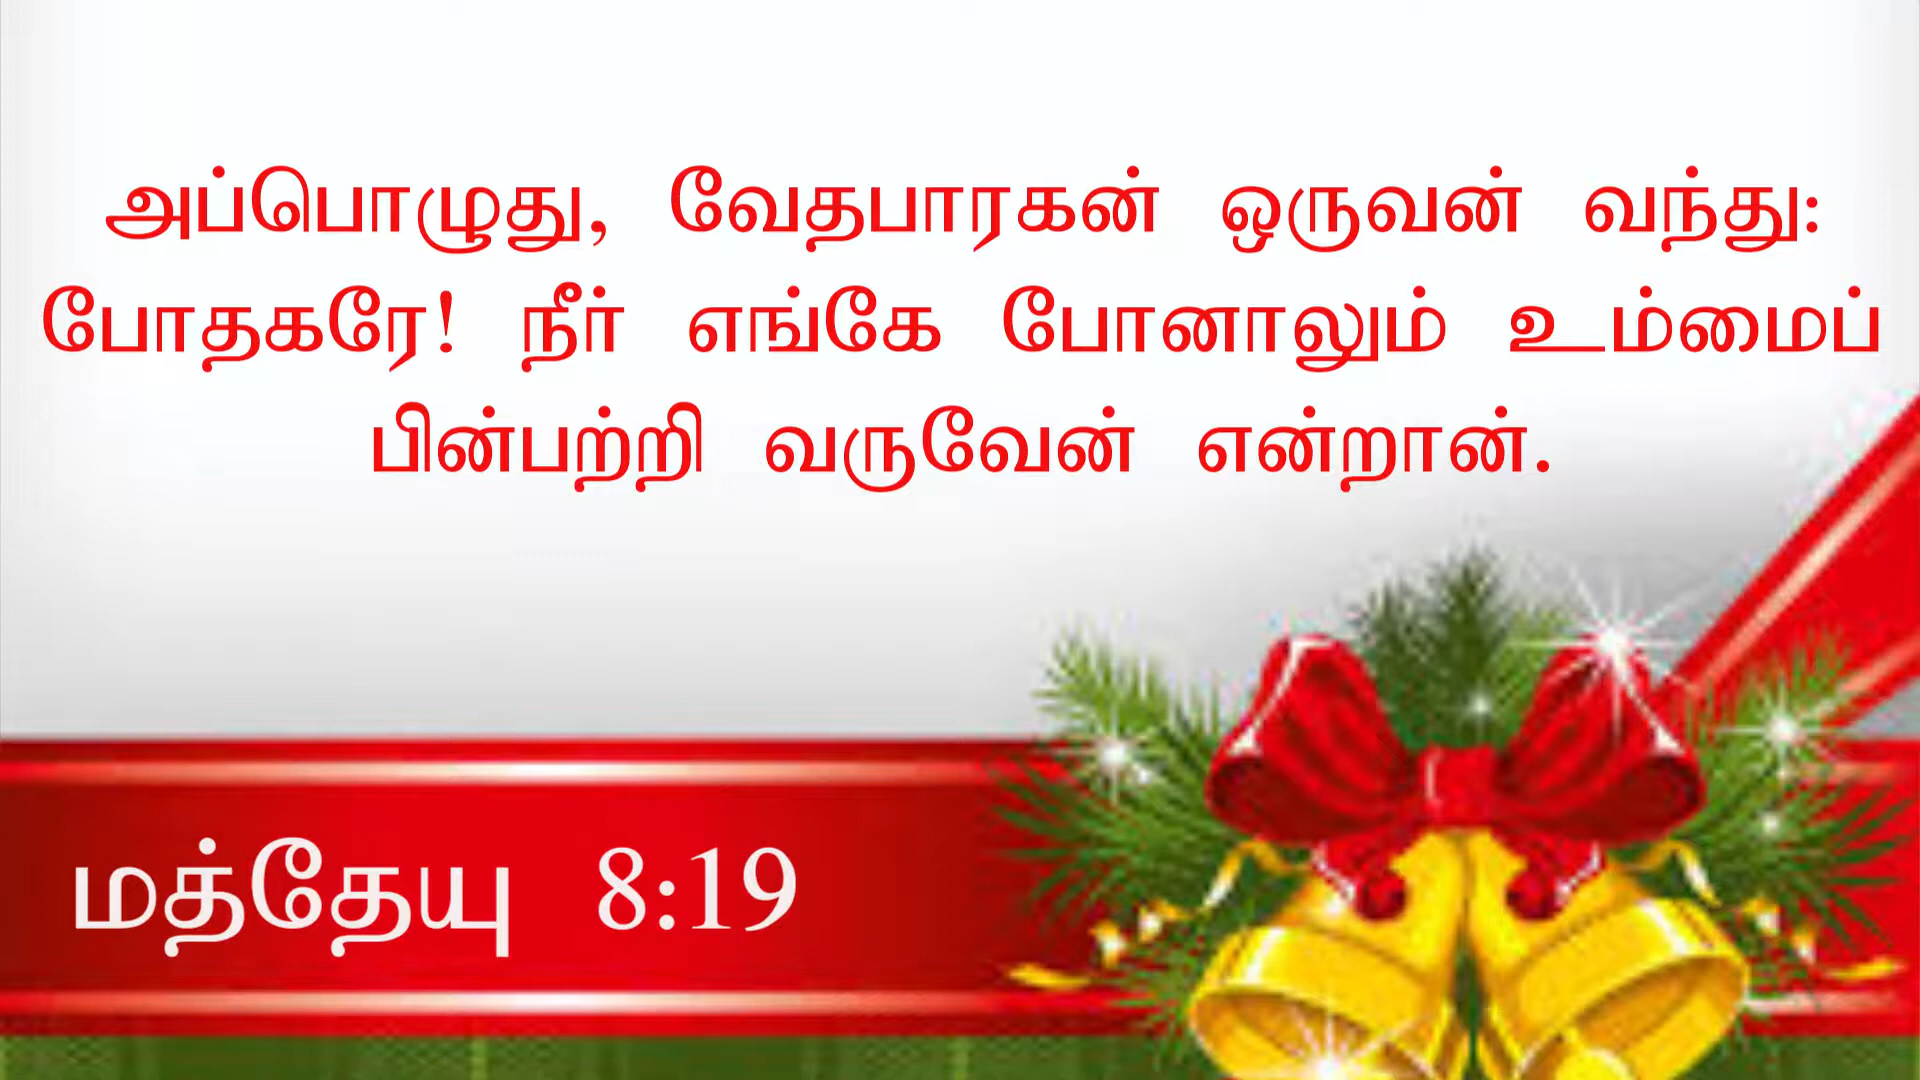 அப்பொழுது, வேதபாரகன் ஒருவன் வந்து:
போதகரே! நீர் எங்கே போனாலும் உம்மைப்
பின்பற்றி வருவேன் என்றான்.
மத்தேயு 8:19